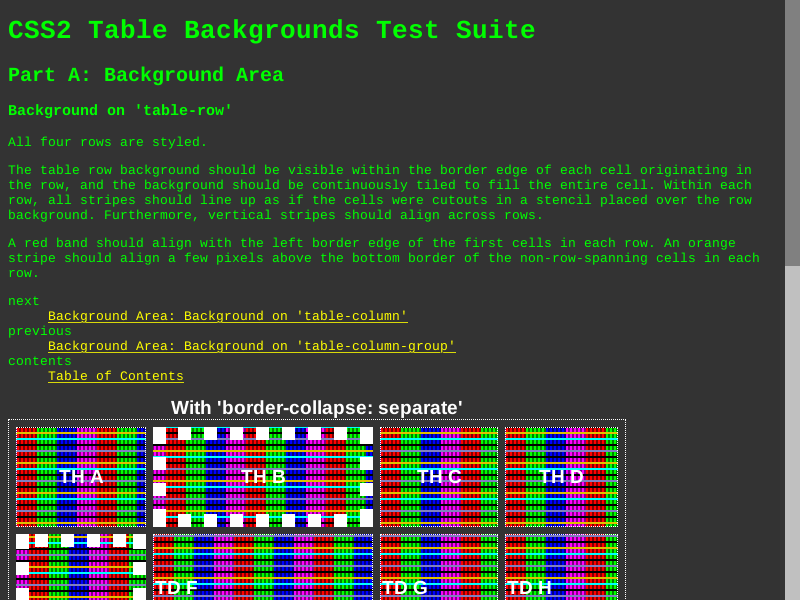 CSS2 Table Backgrounds Test Suite
Part A: Background Area
Background on 'table-row'
All four rows are styled.
The table row background should be visible within the border edge of each cell originating in
the row, and the background should be continuously tiled to fill the entire cell. Within each
row, all stripes should line up as if the cells were cutouts in a stencil placed over the row
background. Furthermore, vertical stripes should align across rows.
A red band should align with the left border edge of the first cells in each row. An orange
stripe should align a few pixels above the bottom border of the non-row-spanning cells in each
row.
next
Background Area: Background on 'table-column'
previous
Background Area: Background on 'table-column-group'
contents
Table of Contents
With 'border-collapse: separate'
TH A TH B TH C TH D
TD F TD G TD H